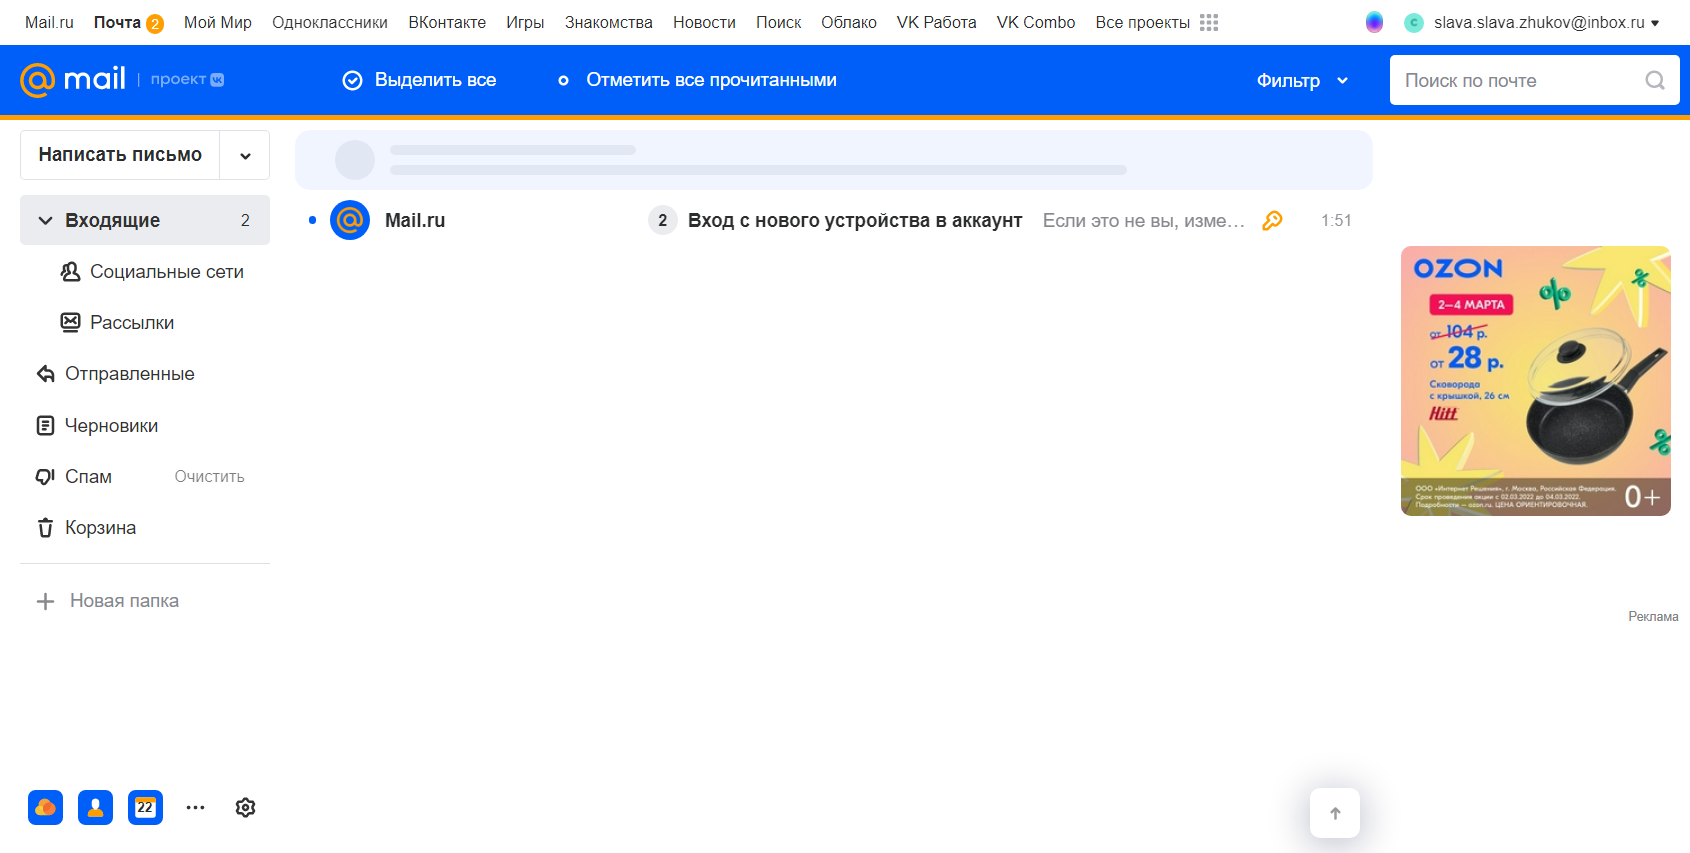 Mail.ru Почта 2 Мой Мир Одноклассники ВКонтакте Игры Знакомства Новости Поиск Облако VK Работа VK Combo Все проекты c slava.slava.zhukov@inbox.ru
@mail проект Выделить все Отметить все прочитанными Фильтр Поиск по почте
Написать письмо
Входящие 2
Mail.ru 2 Вход с нового устройства в аккаунт Если это не вы, изме... 1:51
Социальные сети
Рассылки
Отправленные
Черновики
Спам Очистить
Корзина
Новая папка
22
OZON
2–4 МАРТА
от 104 р.
от 28 р.
Сковорода
с крышкой, 26 см
Hitt
ООО «Интернет Решения», г. Москва, Российская Федерация.
Срок проведения акции с 02.03.2022 до 04.03.2022.
Подробности — ozon.ru. ЦЕНА ОРИЕНТИРОВОЧНАЯ.
0+
Реклама